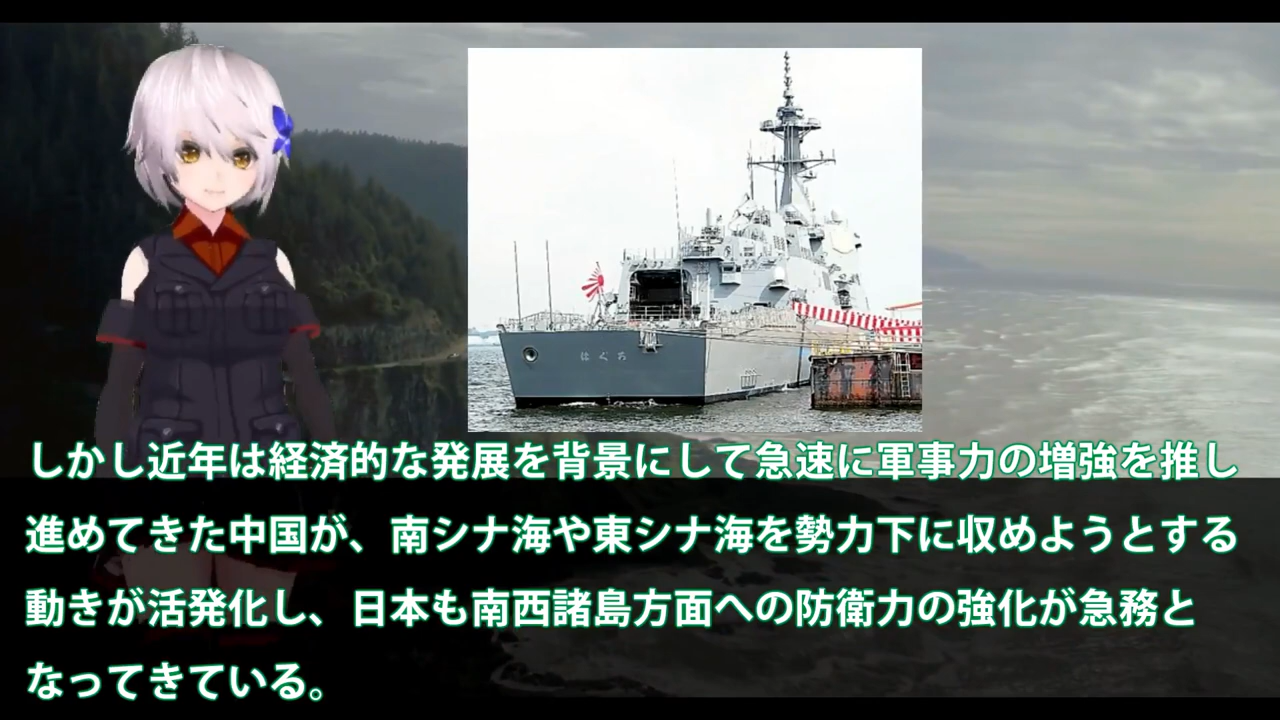 はぐろ
しかし近年は経済的な発展を背景にして急速に軍事力の増強を推し
進めてきた中国が、南シナ海や東シナ海を勢力下に収めようとする
動きが活発化し、日本も南西諸島方面への防衛力の強化が急務と
なってきている。